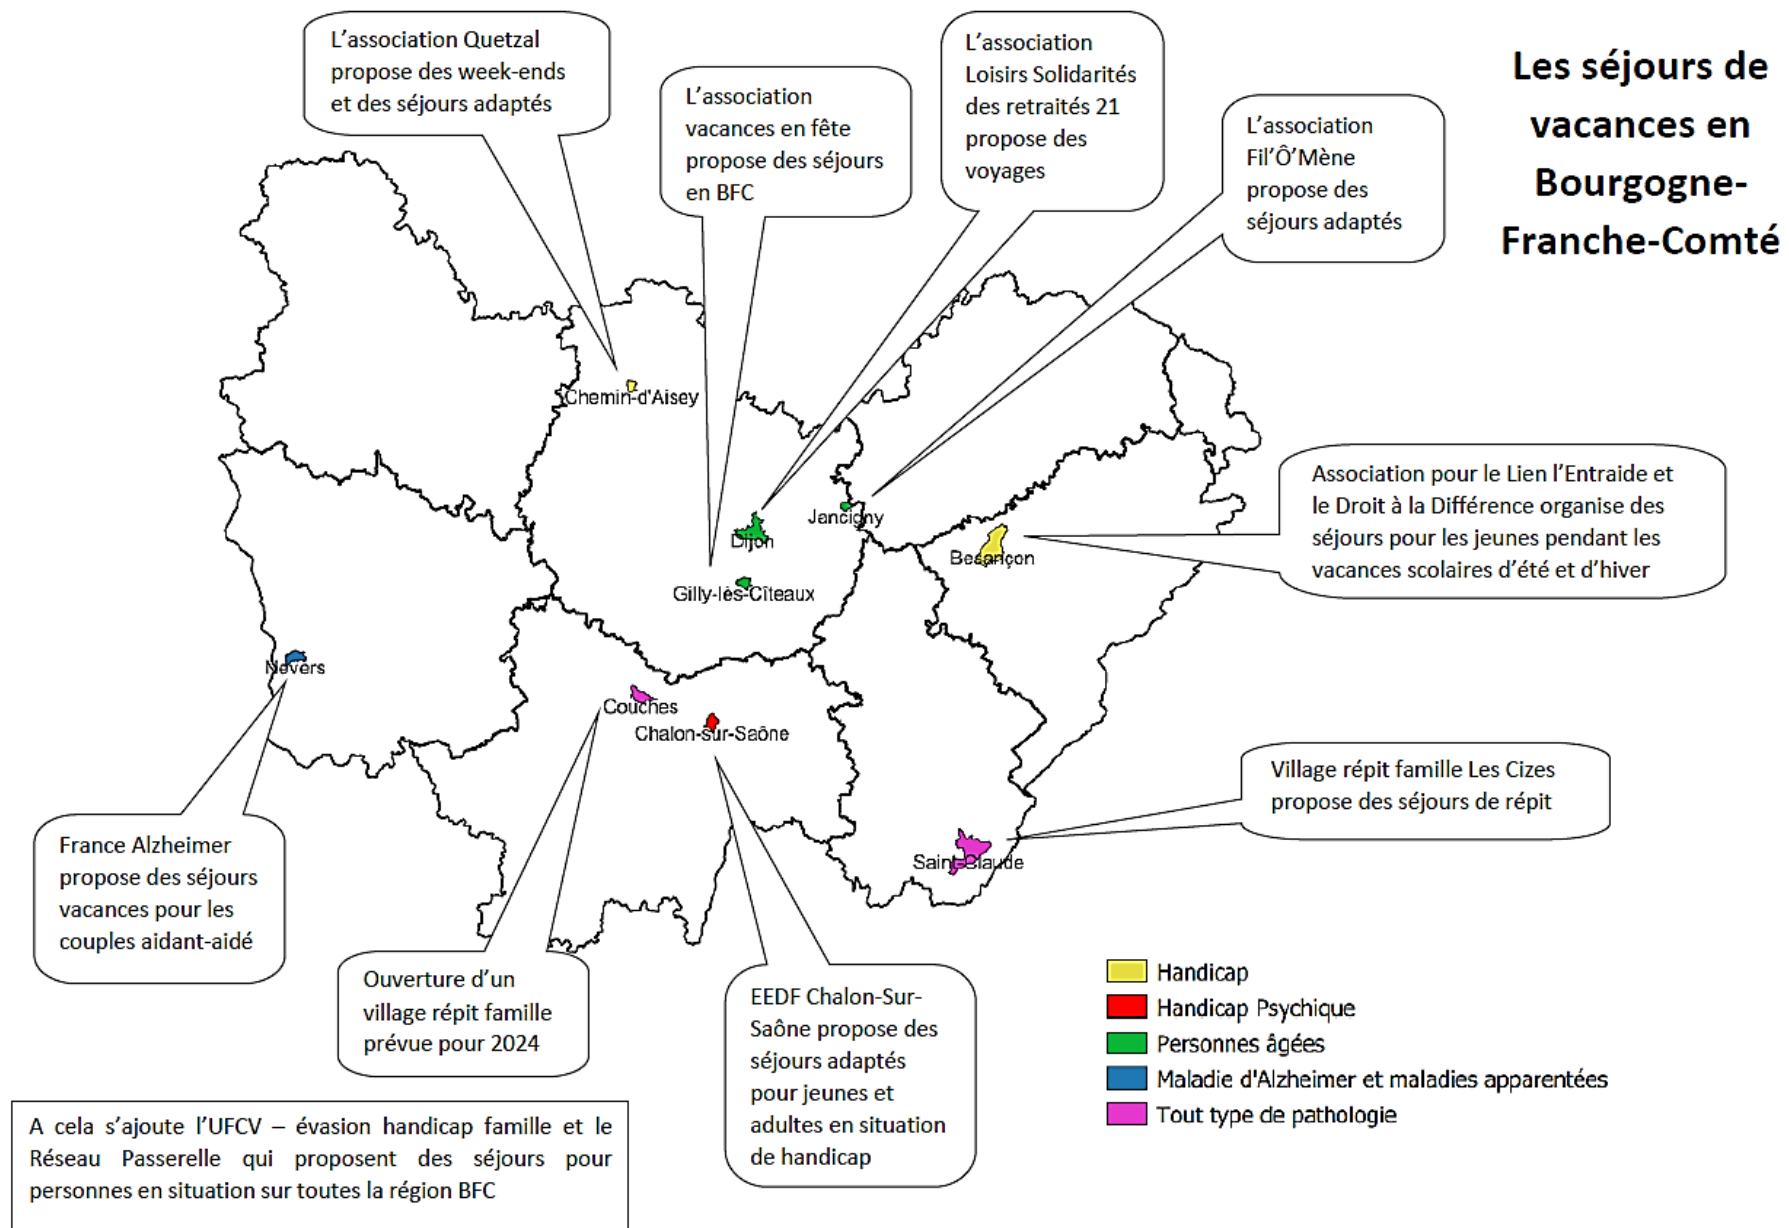 Les séjours de
vacances en
Bourgogne-
Franche-Comté
L’association Quetzal
propose des week-ends
et des séjours adaptés
L’association
vacances en fête
propose des séjours
en BFC
L’association
Loisirs Solidarités
des retraités 21
propose des
voyages
L’association
Fil’Ô’Mène
propose des
séjours adaptés
Chemin-d'Aisey
Jancigny
Dijon
Besançon
Gilly-lès-Cîteaux
Association pour le Lien l’Entraide et
le Droit à la Différence organise des
séjours pour les jeunes pendant les
vacances scolaires d’été et d’hiver
Nevers
Couches
Chalon-sur-Saône
Saint-Claude
Village répit famille Les Cizes
propose des séjours de répit
France Alzheimer
propose des séjours
vacances pour les
couples aidant-aidé
Ouverture d’un
village répit famille
prévue pour 2024
EEDF Chalon-Sur-
Saône propose des
séjours adaptés
pour jeunes et
adultes en situation
de handicap
Handicap
Handicap Psychique
Personnes âgées
Maladie d'Alzheimer et maladies apparentées
Tout type de pathologie
A cela s’ajoute l’UFCV – évasion handicap famille et le
Réseau Passerelle qui proposent des séjours pour
personnes en situation sur toutes la région BFC